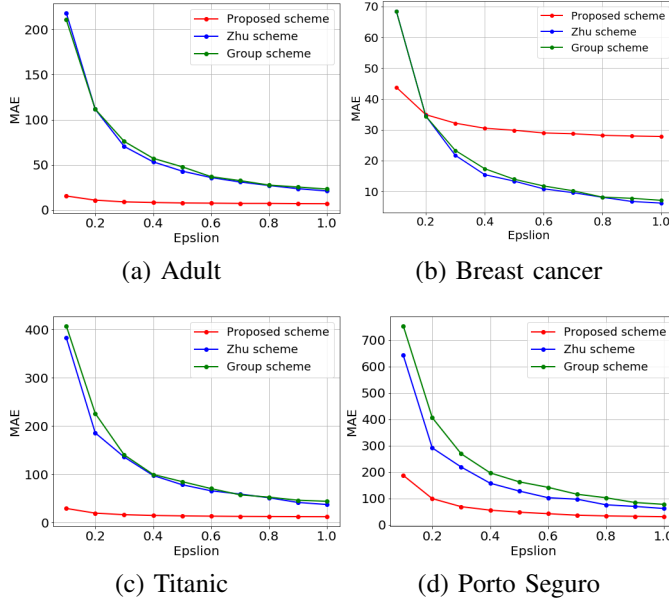 Proposed scheme
Zhu scheme
Group scheme
MAE
200
150
100
50
0
0.2 0.4 0.6 0.8 1.0
Epslion
(a) Adult
Proposed scheme
Zhu scheme
Group scheme
MAE
70
60
50
40
30
20
10
0.2 0.4 0.6 0.8 1.0
Epslion
(b) Breast cancer
Proposed scheme
Zhu scheme
Group scheme
MAE
400
300
200
100
0
0.2 0.4 0.6 0.8 1.0
Epslion
(c) Titanic
Proposed scheme
Zhu scheme
Group scheme
MAE
700
600
500
400
300
200
100
0
0.2 0.4 0.6 0.8 1.0
Epslion
(d) Porto Seguro